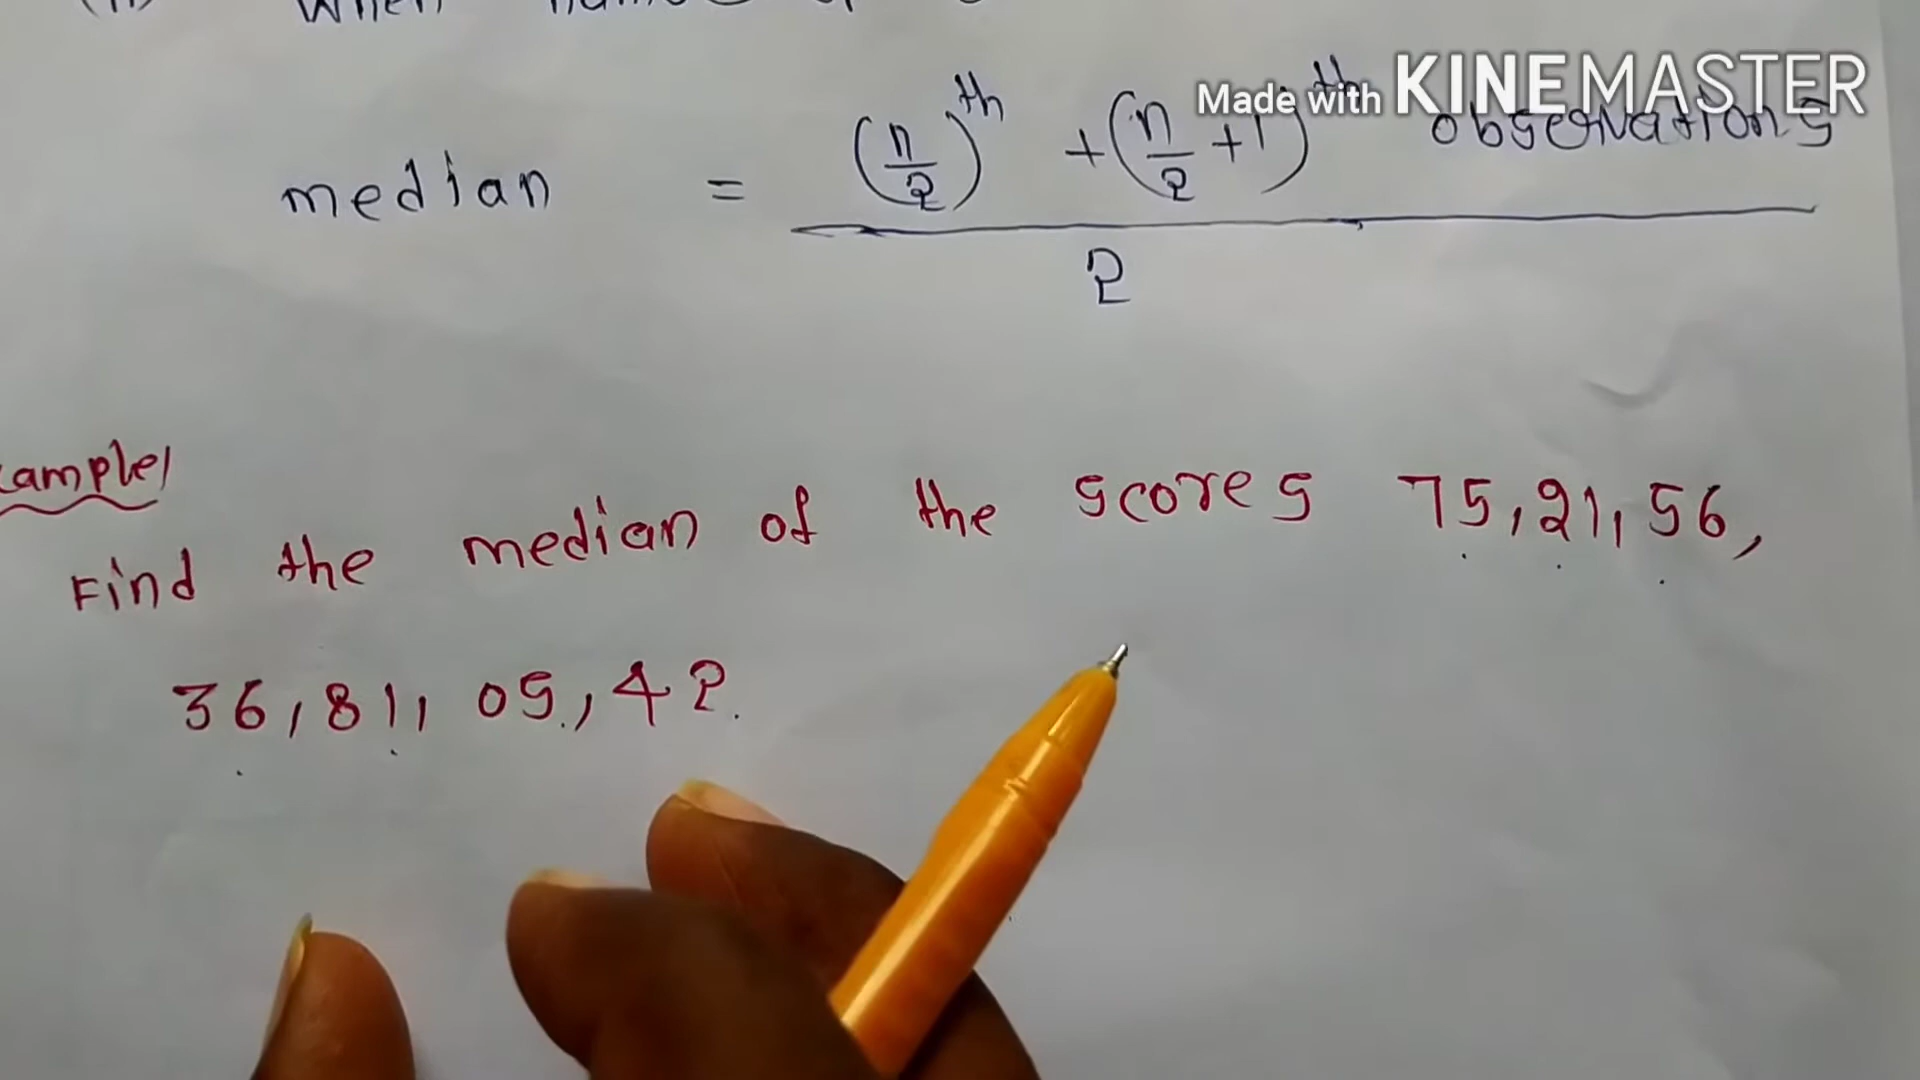 Made with KINEMASTER
median = (n/2)th + (n/2 + 1)th observations
2
Example
Find the median of the scores 75, 21, 56,
36, 81, 05, 42.